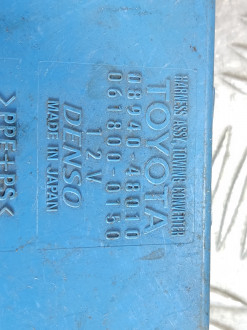 HARNESS ASSY, TOWING CONVERTER
TOYOTA
08940-48010
061800-0150
12V
DENSO
MADE IN JAPAN
>PPE+PS<